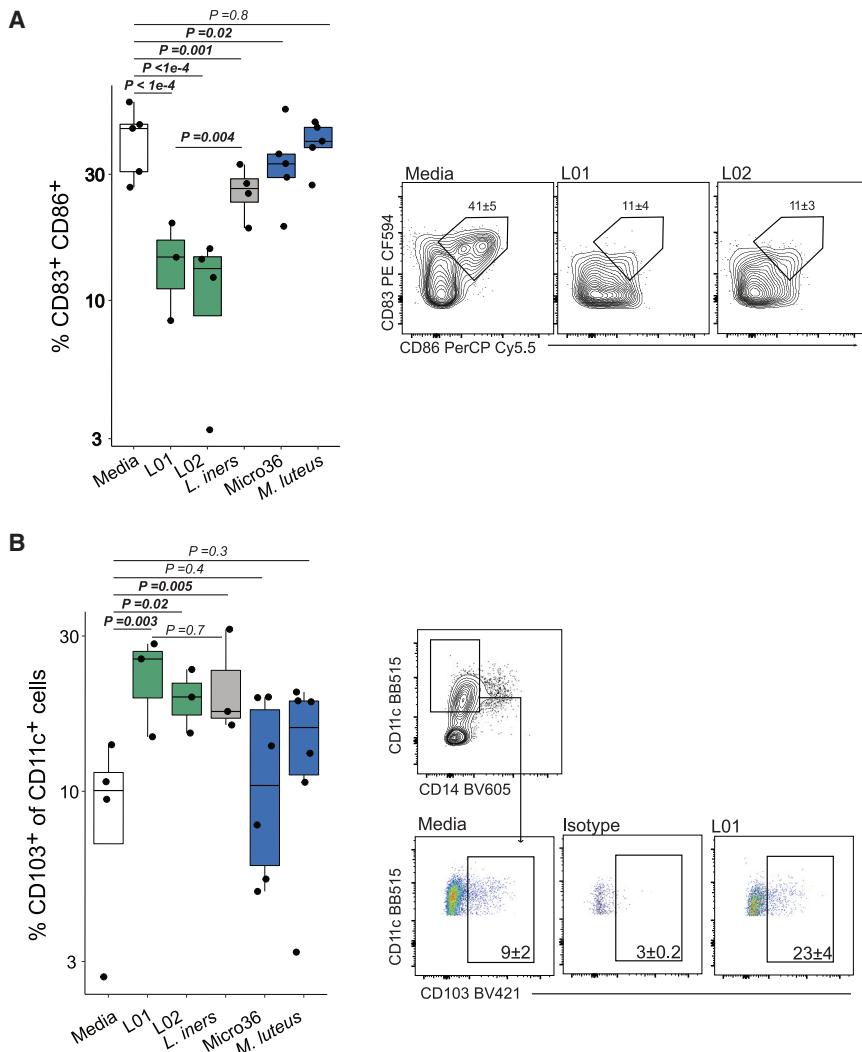 A
P =0.8
P =0.02
P =0.001
P <1e-4
P < 1e-4
P =0.004
% CD83+ CD86+
30
10
3
Media
L01
L02
L. iners
Micro36
M. luteus
Media
L01
L02
41±5
11±4
11±3
CD83 PE CF594
CD86 PerCP Cy5.5
B
P =0.3
P =0.4
P =0.005
P =0.02
P =0.003
P =0.7
% CD103+ of CD11c+ cells
30
10
3
Media
L01
L02
L. iners
Micro36
M. luteus
CD11c BB515
CD14 BV605
Media
Isotype
L01
CD11c BB515
9±2
3±0.2
23±4
CD103 BV421